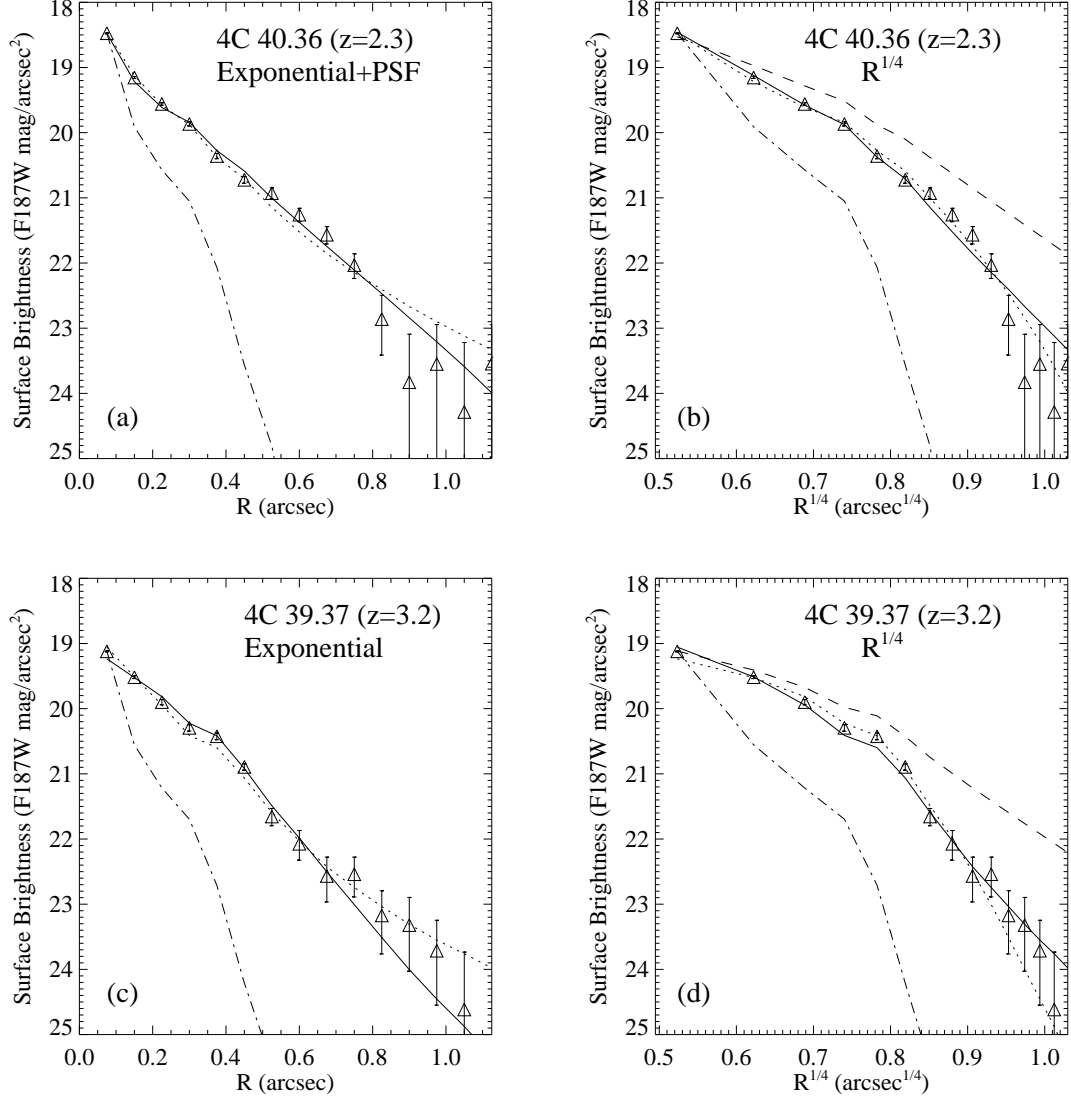 4C 40.36 (z=2.3)
Exponential+PSF
(a)
Surface Brightness (F187W mag/arcsec²)
18
19
20
21
22
23
24
25
0.0 0.2 0.4 0.6 0.8 1.0
R (arcsec)
4C 40.36 (z=2.3)
R^{1/4}
(b)
Surface Brightness (F187W mag/arcsec²)
18
19
20
21
22
23
24
25
0.5 0.6 0.7 0.8 0.9 1.0
R^{1/4} (arcsec^{1/4})
4C 39.37 (z=3.2)
Exponential
(c)
Surface Brightness (F187W mag/arcsec²)
18
19
20
21
22
23
24
25
0.0 0.2 0.4 0.6 0.8 1.0
R (arcsec)
4C 39.37 (z=3.2)
R^{1/4}
(d)
Surface Brightness (F187W mag/arcsec²)
18
19
20
21
22
23
24
25
0.5 0.6 0.7 0.8 0.9 1.0
R^{1/4} (arcsec^{1/4})